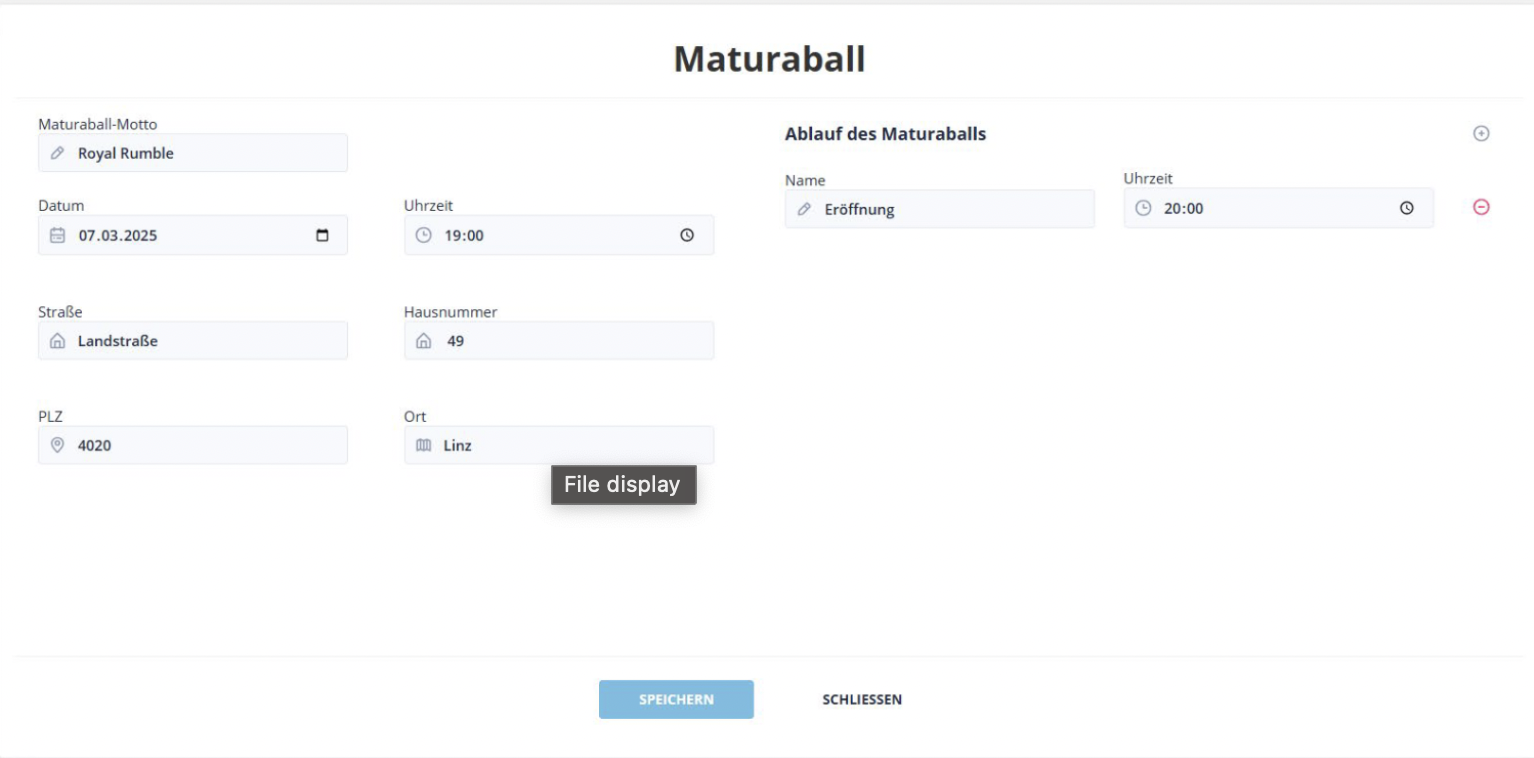 Maturaball
Maturaball-Motto
Royal Rumble
Datum
Uhrzeit
07.03.2025
19:00
Straße
Hausnummer
Landstraße
49
PLZ
Ort
4020
Linz
File display
Ablauf des Maturaballs
Name
Uhrzeit
Eröffnung
20:00
SPEICHERN
SCHLIESSEN